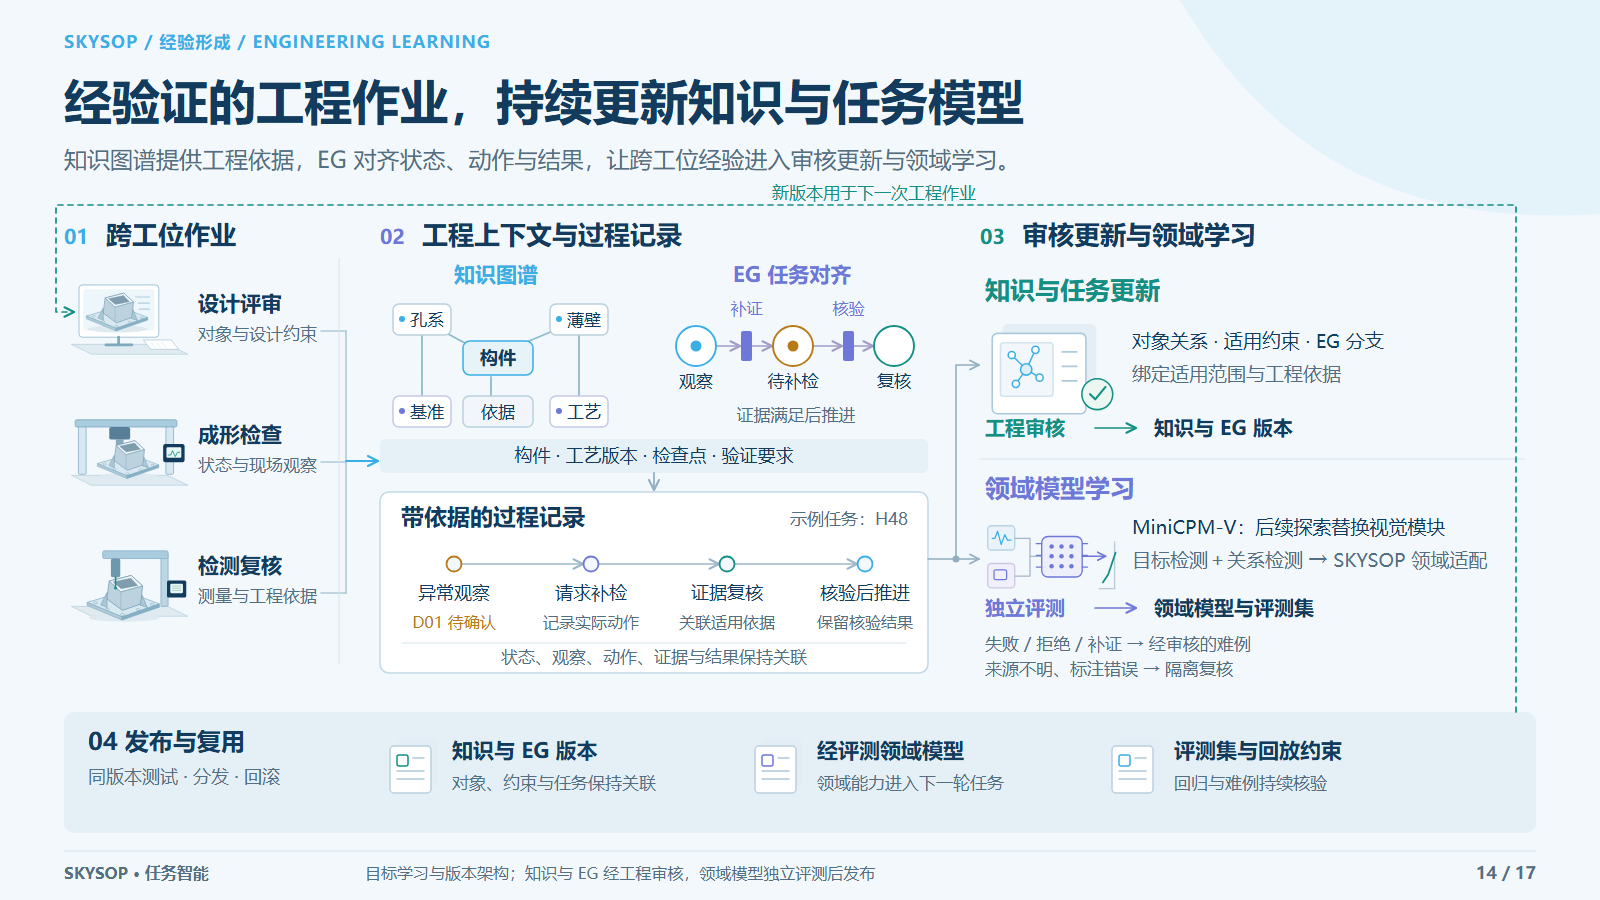 SKYSOP / 经验形成 / ENGINEERING LEARNING
经验证的工程作业，持续更新知识与任务模型
知识图谱提供工程依据，EG 对齐状态、动作与结果，让跨工位经验进入审核更新与领域学习。
新版本用于下一次工程作业
01 跨工位作业
设计评审
对象与设计约束
成形检查
状态与现场观察
检测复核
测量与工程依据
02 工程上下文与过程记录
知识图谱
孔系
薄壁
构件
基准
依据
工艺
EG 任务对齐
补证
核验
观察
待补检
复核
证据满足后推进
构件 · 工艺版本 · 检查点 · 验证要求
带依据的过程记录
示例任务：H48
异常观察
请求补检
证据复核
核验后推进
D01 待确认
记录实际动作
关联适用依据
保留核验结果
状态、观察、动作、证据与结果保持关联
03 审核更新与领域学习
知识与任务更新
对象关系 · 适用约束 · EG 分支
绑定适用范围与工程依据
工程审核
知识与 EG 版本
领域模型学习
MiniCPM-V：后续探索替换视觉模块
目标检测 + 关系检测 → SKYSOP 领域适配
独立评测
领域模型与评测集
失败 / 拒绝 / 补证 → 经审核的难例
来源不明、标注错误 → 隔离复核
04 发布与复用
同版本测试 · 分发 · 回滚
知识与 EG 版本
对象、约束与任务保持关联
经评测领域模型
领域能力进入下一轮任务
评测集与回放约束
回归与难例持续核验
SKYSOP • 任务智能
目标学习与版本架构；知识与 EG 经工程审核，领域模型独立评测后发布
14 / 17